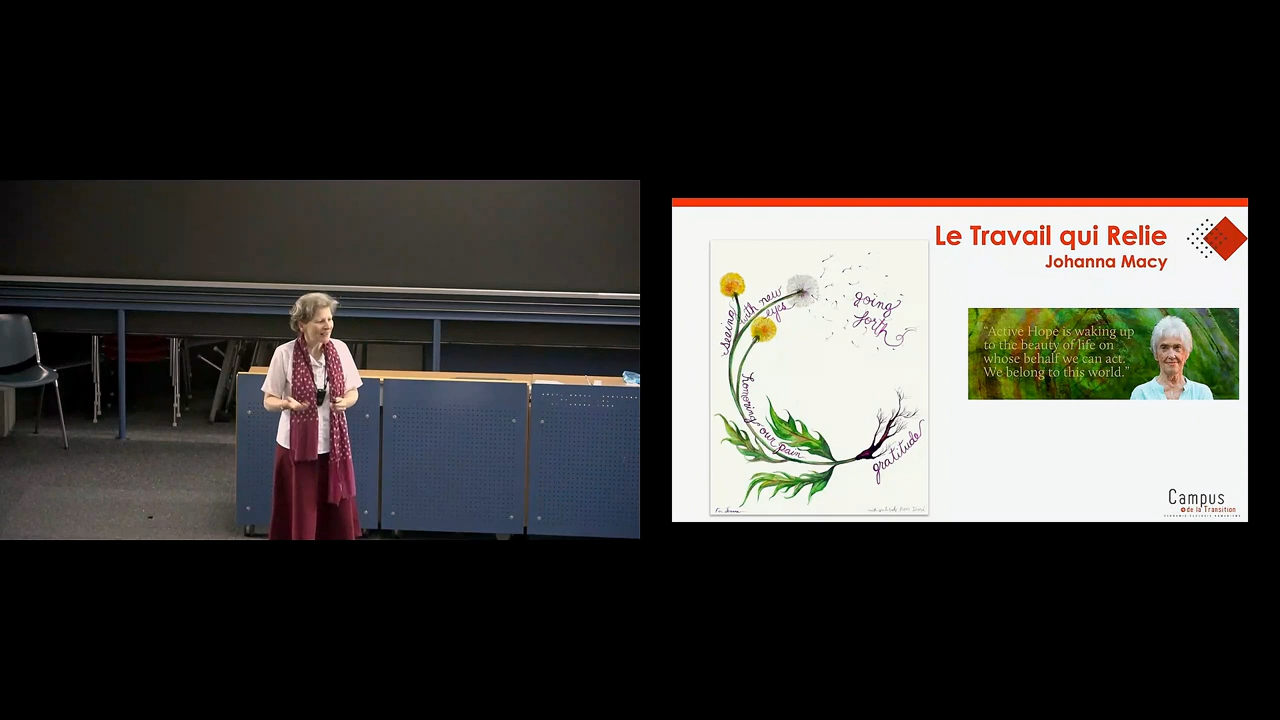 Le Travail qui Relie
Johanna Macy
seeing with new
eyes
going
forth
honoring our pain
gratitude
“Active Hope is waking up
to the beauty of life on
whose behalf we can act.
We belong to this world.”
Campus
de la Transition